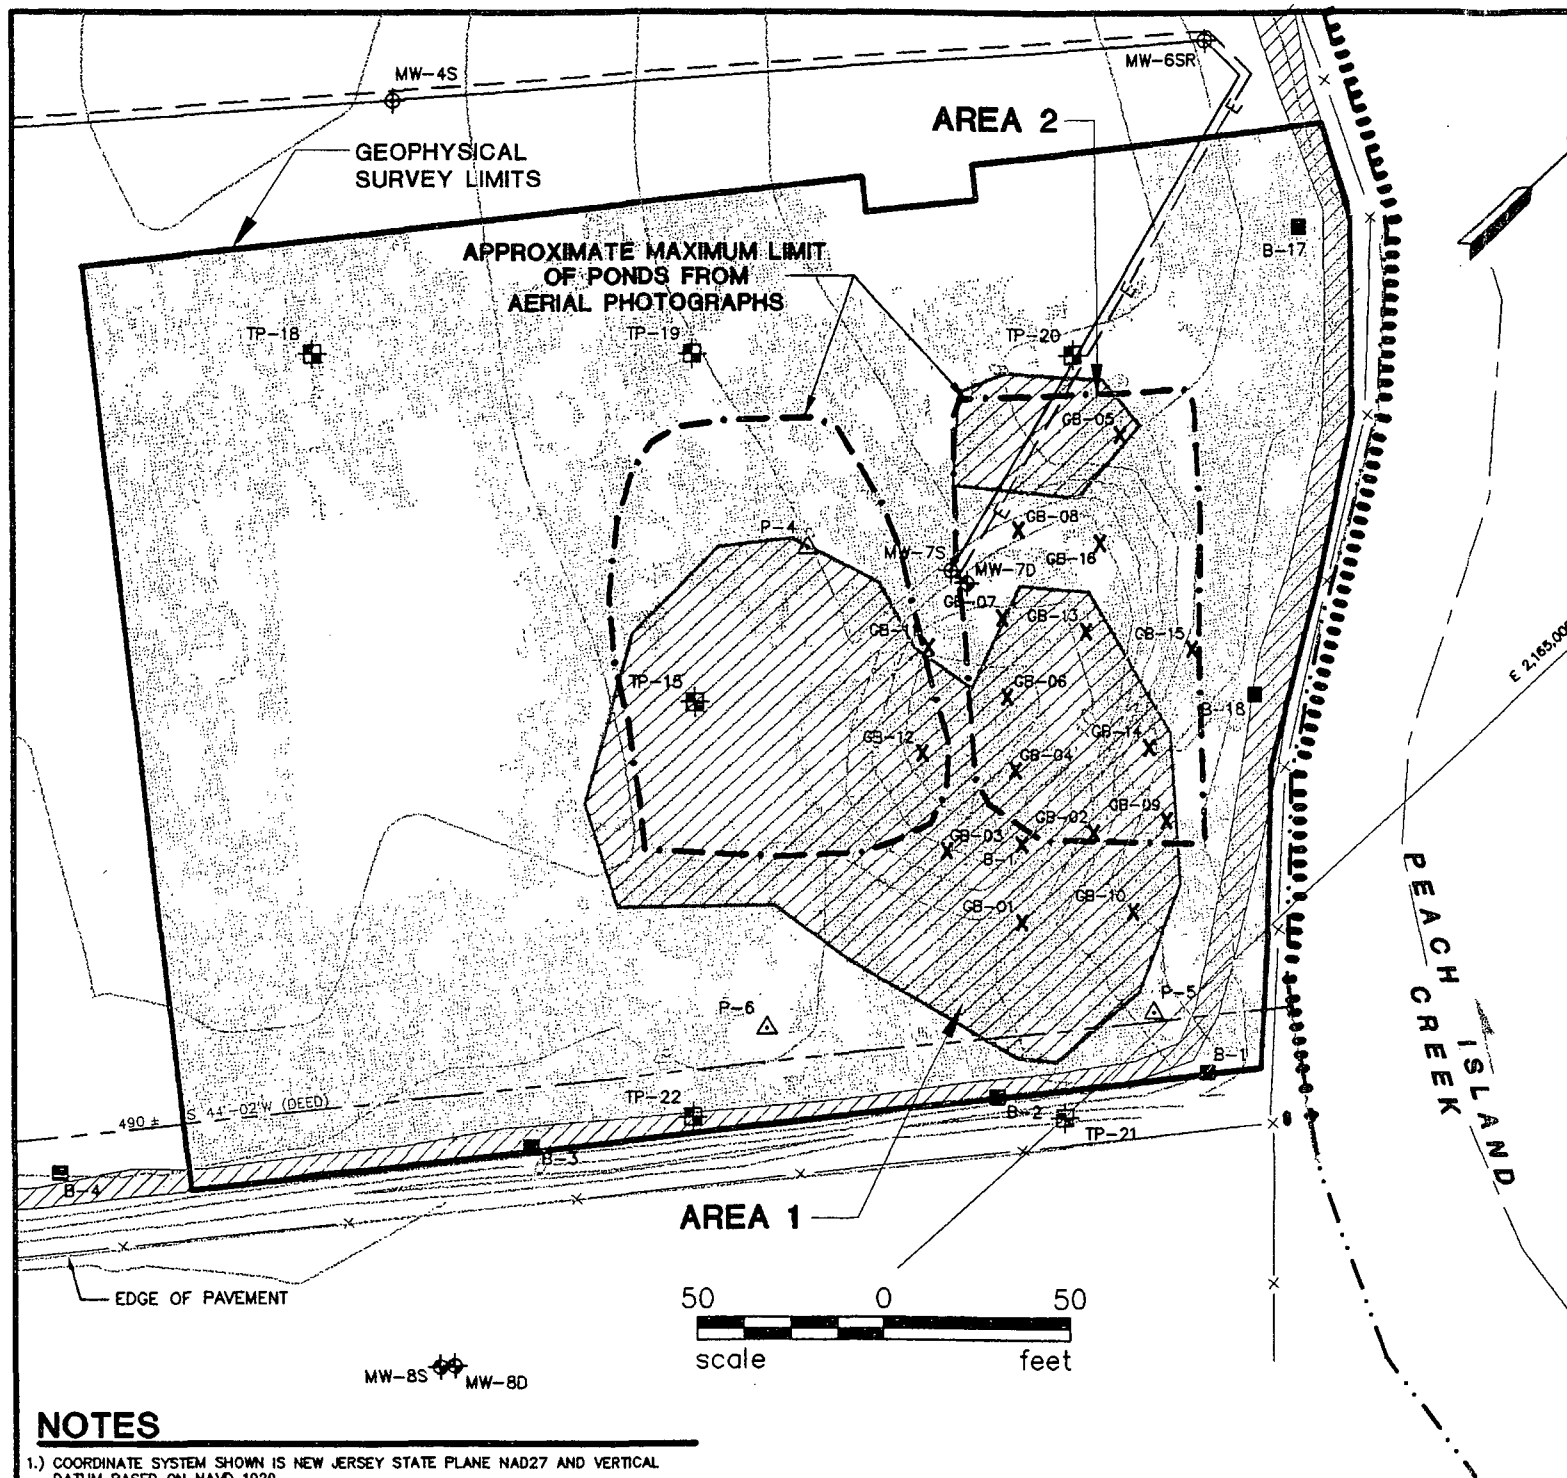 MW-4S
MW-6SR
AREA 2
E
GEOPHYSICAL
SURVEY LIMITS
B-17
APPROXIMATE MAXIMUM LIMIT
OF PONDS FROM
AERIAL PHOTOGRAPHS
E
TP-18
TP-19
TP-20
GB-05
E
GB-08
P-4
MW-7S
GB-16
MW-7D
GB-07
GB-13
GB-15
TP-15
GB-06
B-18
GB-12
GB-14
GB-04
GB-09
GB-02
GB-03
B-1
GB-01
GB-10
P-6
P-5
B-1
490 ± S 44°-02'W (DEED)
TP-22
B-2
TP-21
B-3
B-4
AREA 1
PEACH ISLAND
CREEK
EDGE OF PAVEMENT
50 0 50
scale feet
MW-8S MW-8D
NOTES
1.) COORDINATE SYSTEM SHOWN IS NEW JERSEY STATE PLANE NAD27 AND VERTICAL